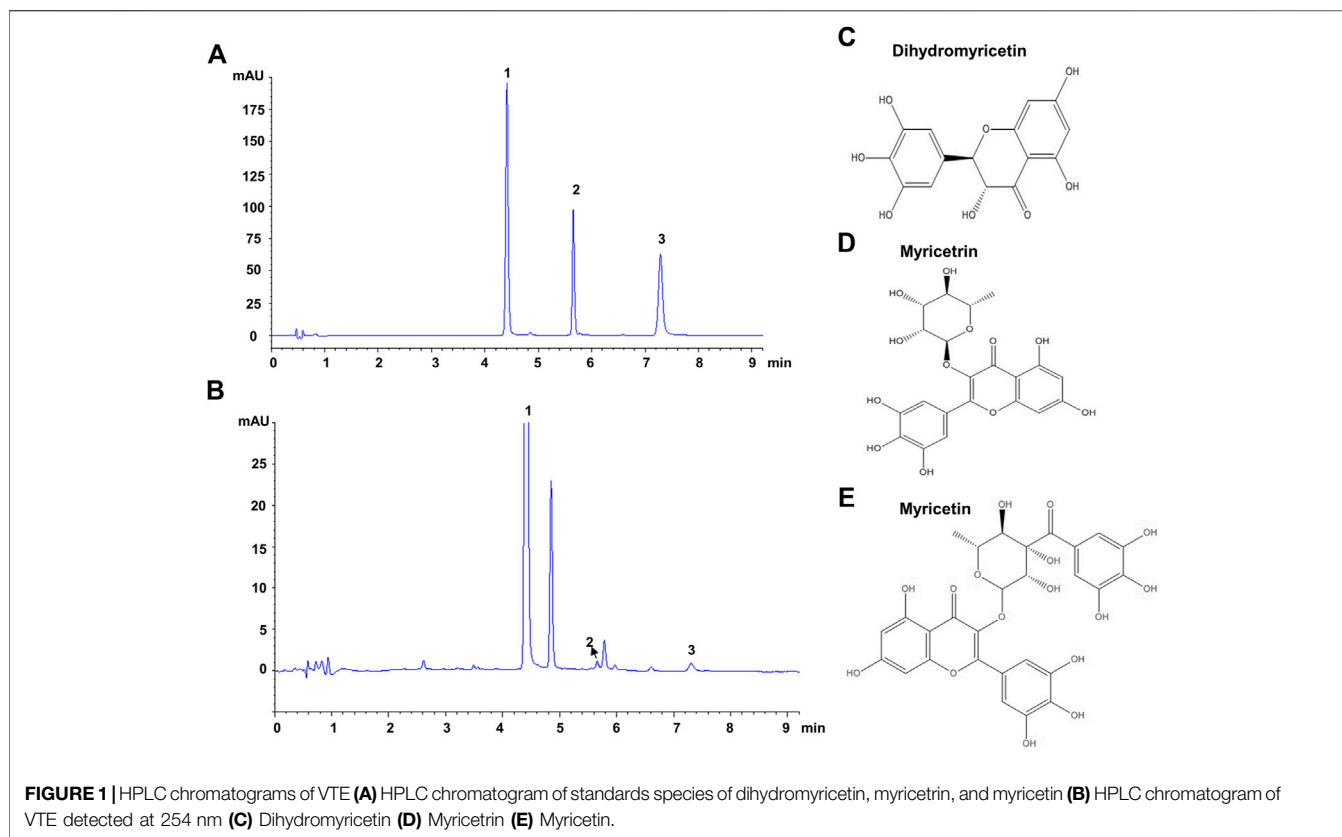 A
mAU
175
150
125
100
75
50
25
0
1
2
3
0 1 2 3 4 5 6 7 8 9 min
B
mAU
25
20
15
10
5
0
1
2
3
0 1 2 3 4 5 6 7 8 9 min
C
Dihydromyricetin
OH
HO
O
HO
HO
HO
O
OH
D
Myricetrin
OH
HO
HO
O
O
O
OH
HO
HO
OH
O
OH
E
Myricetin
OH
O
OH
OH
OH
OH
O
OH
OH
O
O
HO
O
OH
OH
OH
FIGURE 1 | HPLC chromatograms of VTE (A) HPLC chromatogram of standards species of dihydromyricetin, myricetrin, and myricetin (B) HPLC chromatogram of
VTE detected at 254 nm (C) Dihydromyricetin (D) Myricetrin (E) Myricetin.